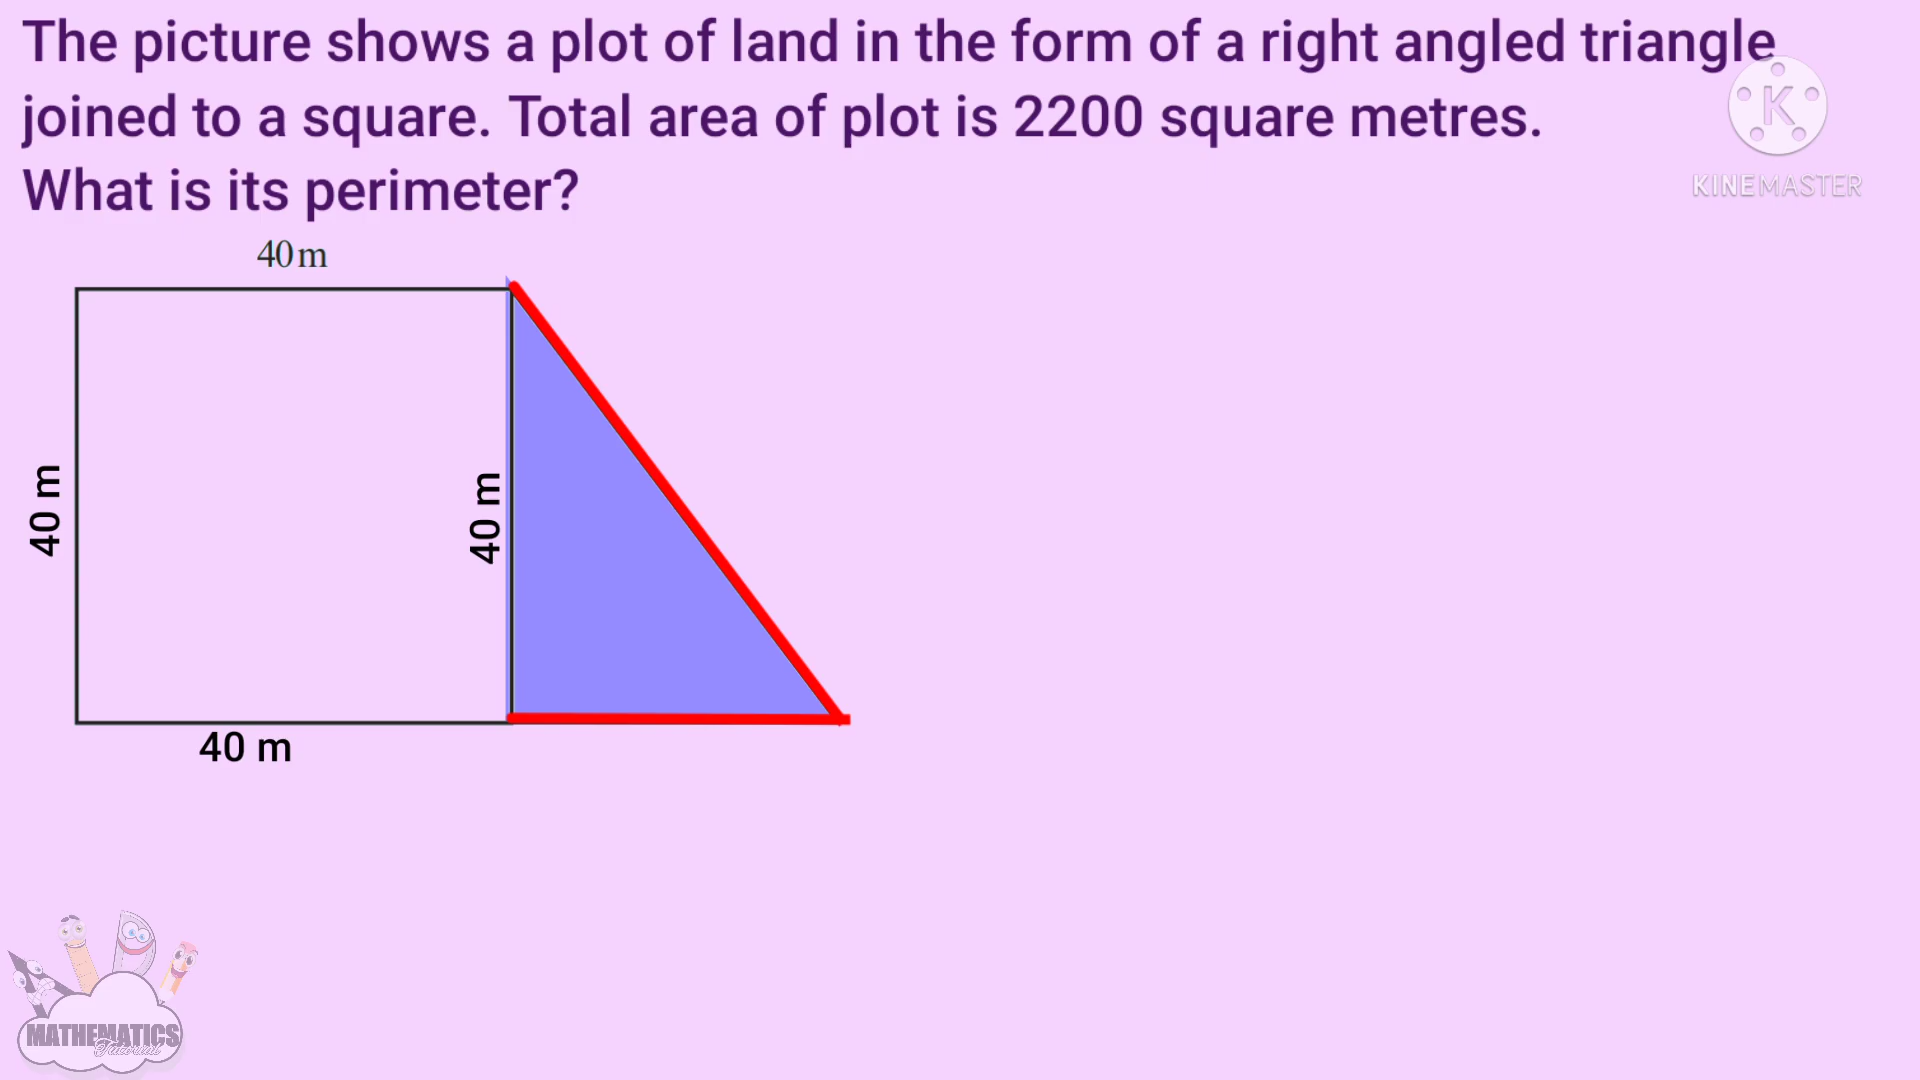 The picture shows a plot of land in the form of a right angled triangle
joined to a square. Total area of plot is 2200 square metres.
What is its perimeter?
K
KINEMASTER
40 m
40 m
40 m
40 m
MATHEMATICS
Tutorial